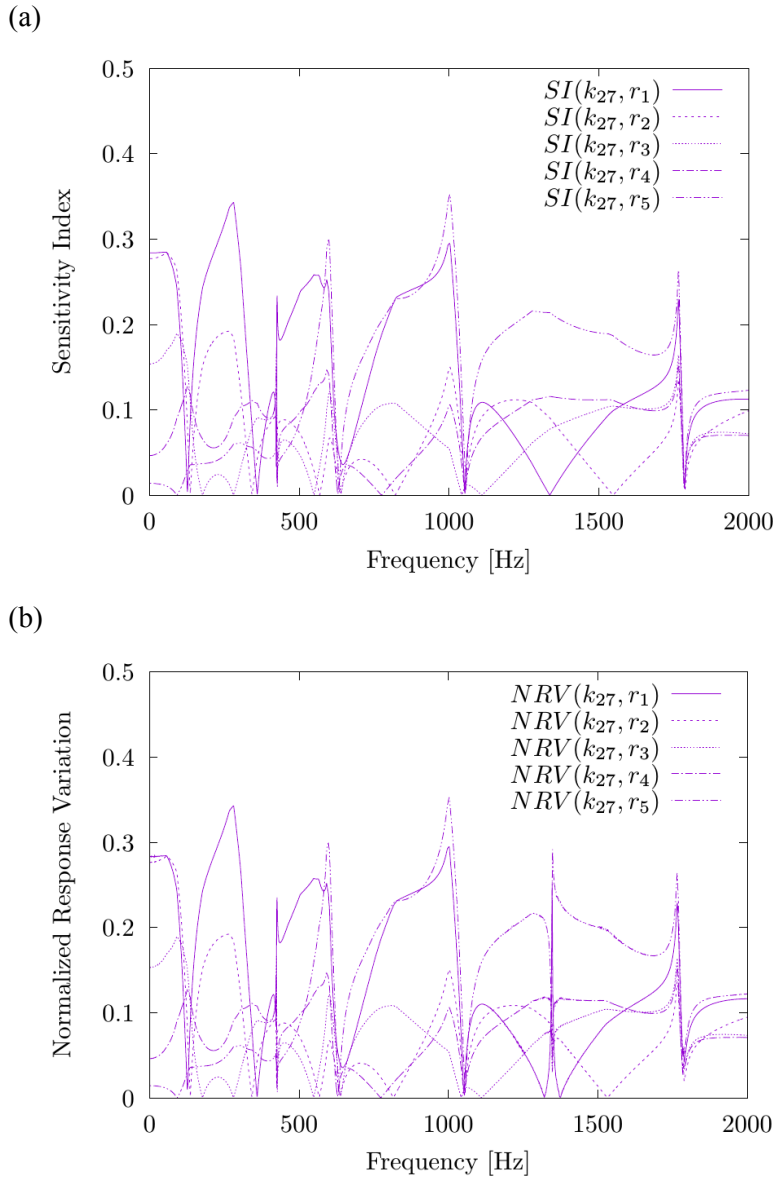 (a)
0.5
0.4
0.3
0.2
0.1
0
Sensitivity Index
SI(k27, r1)
SI(k27, r2)
SI(k27, r3)
SI(k27, r4)
SI(k27, r5)
0 500 1000 1500 2000
Frequency [Hz]
(b)
0.5
0.4
0.3
0.2
0.1
0
Normalized Response Variation
NRV(k27, r1)
NRV(k27, r2)
NRV(k27, r3)
NRV(k27, r4)
NRV(k27, r5)
0 500 1000 1500 2000
Frequency [Hz]